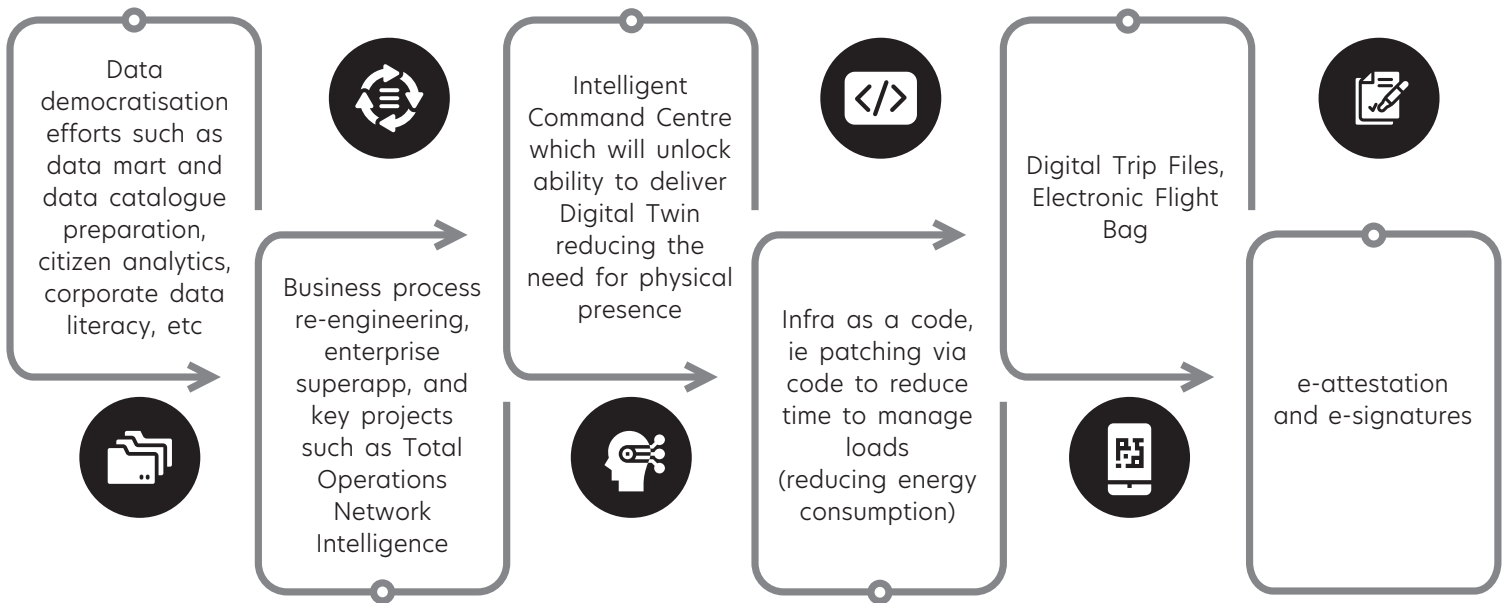 Data
democratisation
efforts such as
data mart and
data catalogue
preparation,
citizen analytics,
corporate data
literacy, etc
Business process
re-engineering,
enterprise
superapp, and
key projects
such as Total
Operations
Network
Intelligence
Intelligent
Command Centre
which will unlock
ability to deliver
Digital Twin
reducing the
need for physical
presence
Infra as a code,
ie patching via
code to reduce
time to manage
loads
(reducing energy
consumption)
Digital Trip Files,
Electronic Flight
Bag
e-attestation
and e-signatures